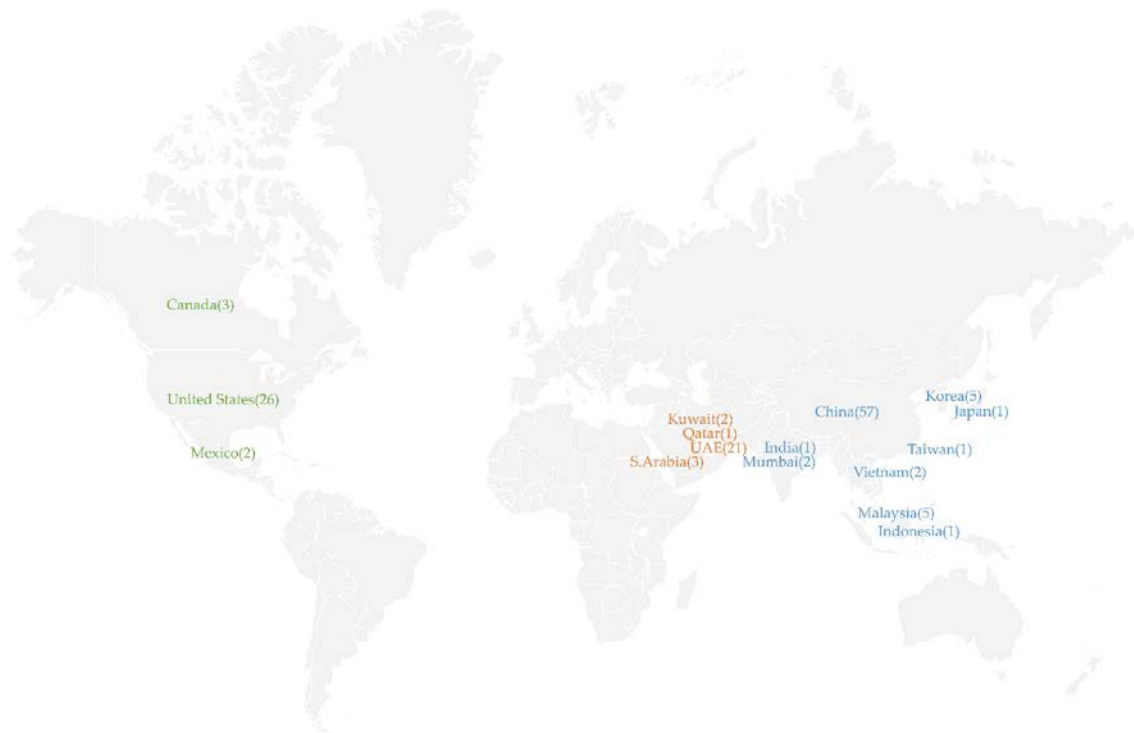 Canada(3)
United States(26)
Mexico(2)
Kuwait(2)
Qatar(1)
UAE(21)
S.Arabia(3)
India(1)
Mumbai(2)
China(57)
Korea(5)
Japan(1)
Taiwan(1)
Vietnam(2)
Malaysia(5)
Indonesia(1)